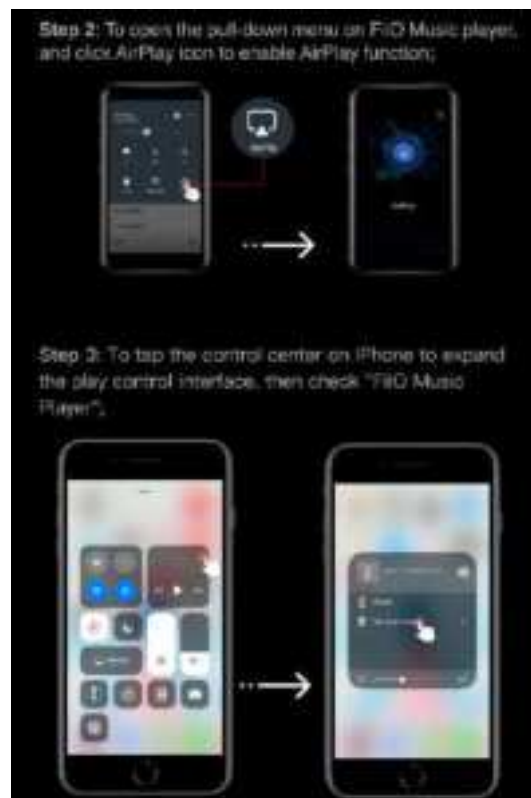 Step 2: To open the pull-down menu on FiiO Music player,
and click AirPlay icon to enable AirPlay function;
Step 3: To tap the control center on iPhone to expand
the play control interface, then check "FiiO Music
Player";